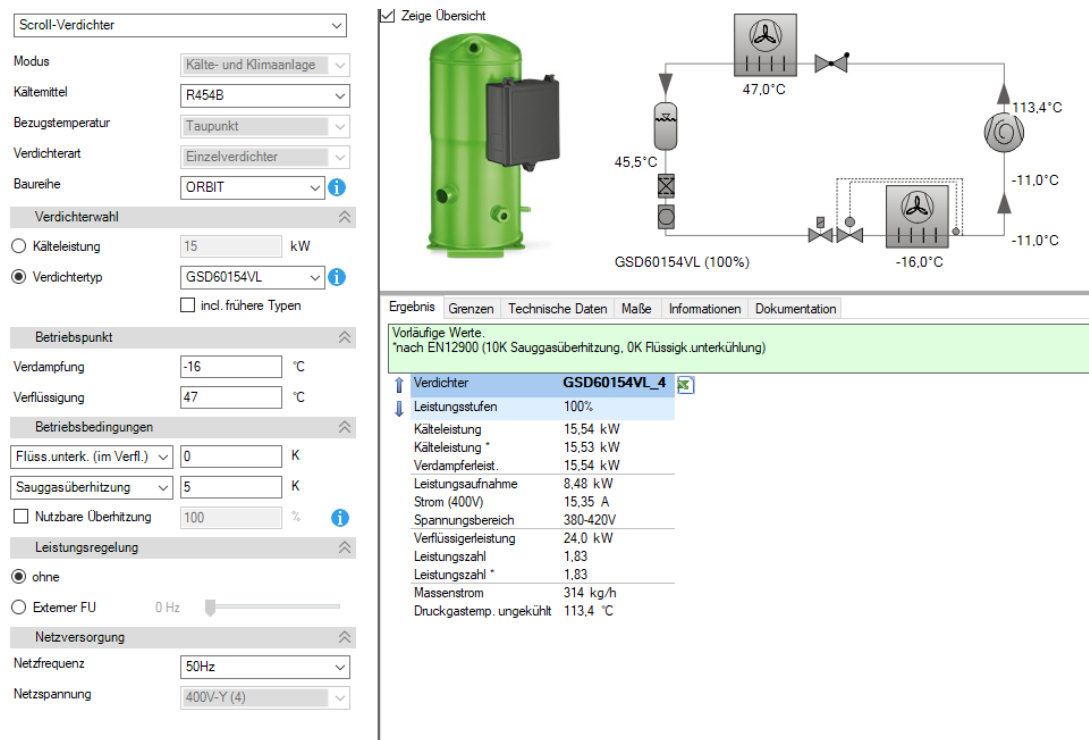 Scroll-Verdichter
Modus Kälte- und Klimaanlage
Kältemittel R454B
Bezugstemperatur Taupunkt
Verdichterart Einzelverdichter
Baureihe ORBIT
Verdichterwahl
Kälteleistung 15 kW
Verdichtertyp GSD60154VL
incl. frühere Typen
Betriebspunkt
Verdampfung -16 °C
Verflüssigung 47 °C
Betriebsbedingungen
Flüss.unterk. (im Verfl.) 0 K
Sauggasüberhitzung 5 K
Nutzbare Überhitzung 100 %
Leistungsregelung
ohne
Externer FU 0 Hz
Netzversorgung
Netzfrequenz 50Hz
Netzspannung 400V-Y (4)
Zeige Übersicht
47,0°C
113,4°C
45,5°C
-11,0°C
-11,0°C
GSD60154VL (100%)
-16,0°C
Ergebnis Grenzen Technische Daten Maße Informationen Dokumentation
Vorläufige Werte.
*nach EN12900 (10K Sauggasüberhitzung, 0K Flüssigk.unterkühlung)
Verdichter GSD60154VL_4
Leistungsstufen 100%
Kälteleistung 15,54 kW
Kälteleistung * 15,53 kW
Verdampferleist. 15,54 kW
Leistungsaufnahme 8,48 kW
Strom (400V) 15,35 A
Spannungsbereich 380-420V
Verflüssigerleistung 24,0 kW
Leistungszahl 1,83
Leistungszahl * 1,83
Massenstrom 314 kg/h
Druckgastemp. ungekühlt 113,4 °C